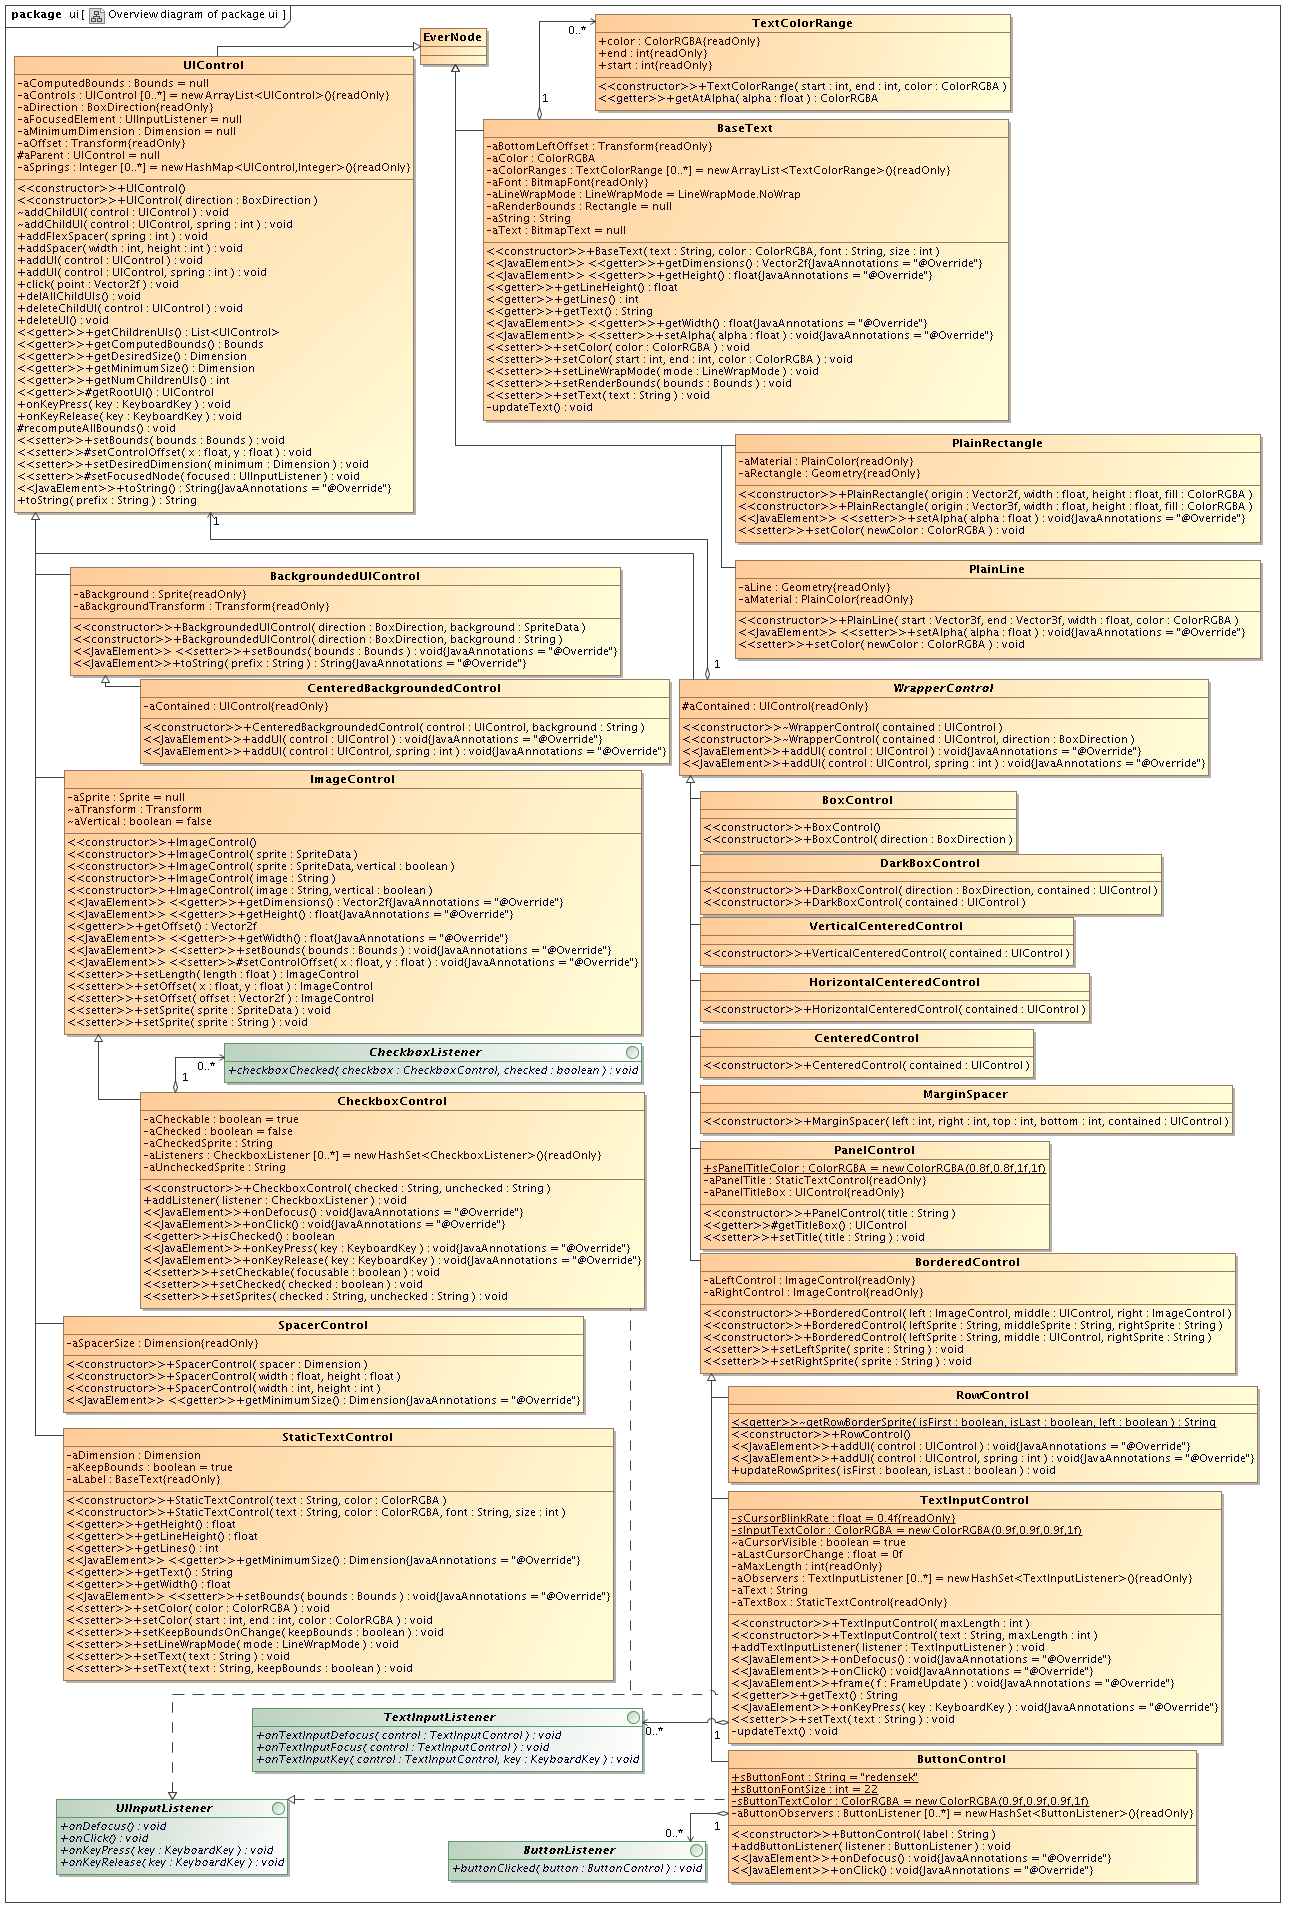 package ui [ Overview diagram of package ui ]
EverNode
UIControl
-aComputedBounds : Bounds = null
-aControls : UIControl [0..*] = new ArrayList<UIControl>(){readOnly}
-aDirection : BoxDirection{readOnly}
-aFocusedElement : UIInputListener = null
-aMinimumDimension : Dimension = null
-aOffset : Transform{readOnly}
#aParent : UIControl = null
-aSprings : Integer [0..*] = new HashMap<UIControl,Integer>(){readOnly}
<<constructor>>+UIControl()
<<constructor>>+UIControl( direction : BoxDirection )
~addChildUI( control : UIControl ) : void
~addChildUI( control : UIControl, spring : int ) : void
+addFlexSpacer( spring : int ) : void
+addSpacer( width : int, height : int ) : void
+addUI( control : UIControl ) : void
+addUI( control : UIControl, spring : int ) : void
+click( point : Vector2f ) : void
+delAllChildUIs() : void
+deleteChildUI( control : UIControl ) : void
+deleteUI() : void
<<getter>>+getChildrenUIs() : List<UIControl>
<<getter>>+getComputedBounds() : Bounds
<<getter>>+getDesiredSize() : Dimension
<<getter>>+getMinimumSize() : Dimension
<<getter>>+getNumChildrenUIs() : int
<<getter>>#getRootUI() : UIControl
+onKeyPress( key : KeyboardKey ) : void
+onKeyRelease( key : KeyboardKey ) : void
#recomputeAllBounds() : void
<<setter>>+setBounds( bounds : Bounds ) : void
<<setter>>#setControlOffset( x : float, y : float ) : void
<<setter>>+setDesiredDimension( minimum : Dimension ) : void
<<setter>>#setFocusedNode( focused : UIInputListener ) : void
<<JavaElement>>+toString() : String{JavaAnnotations = "@Override"}
+toString( prefix : String ) : String
1
0..*
TextColorRange
+color : ColorRGBA{readOnly}
+end : int{readOnly}
+start : int{readOnly}
<<constructor>>+TextColorRange( start : int, end : int, color : ColorRGBA )
<<getter>>+getAtAlpha( alpha : float ) : ColorRGBA
1
BaseText
-aBottomLeftOffset : Transform{readOnly}
-aColor : ColorRGBA
-aColorRanges : TextColorRange [0..*] = new ArrayList<TextColorRange>(){readOnly}
-aFont : BitmapFont{readOnly}
-aLineWrapMode : LineWrapMode = LineWrapMode.NoWrap
-aRenderBounds : Rectangle = null
-aString : String
-aText : BitmapText = null
<<constructor>>+BaseText( text : String, color : ColorRGBA, font : String, size : int )
<<JavaElement>> <<getter>>+getDimensions() : Vector2f{JavaAnnotations = "@Override"}
<<JavaElement>> <<getter>>+getHeight() : float{JavaAnnotations = "@Override"}
<<getter>>+getLineHeight() : float
<<getter>>+getLines() : int
<<getter>>+getText() : String
<<JavaElement>> <<getter>>+getWidth() : float{JavaAnnotations = "@Override"}
<<JavaElement>> <<setter>>+setAlpha( alpha : float ) : void{JavaAnnotations = "@Override"}
<<setter>>+setColor( color : ColorRGBA ) : void
<<setter>>+setColor( start : int, end : int, color : ColorRGBA ) : void
<<setter>>+setLineWrapMode( mode : LineWrapMode ) : void
<<setter>>+setRenderBounds( bounds : Bounds ) : void
<<setter>>+setText( text : String ) : void
-updateText() : void
PlainRectangle
-aMaterial : PlainColor{readOnly}
-aRectangle : Geometry{readOnly}
<<constructor>>+PlainRectangle( origin : Vector2f, width : float, height : float, fill : ColorRGBA )
<<constructor>>+PlainRectangle( origin : Vector3f, width : float, height : float, fill : ColorRGBA )
<<JavaElement>> <<setter>>+setAlpha( alpha : float ) : void{JavaAnnotations = "@Override"}
<<setter>>+setColor( newColor : ColorRGBA ) : void
PlainLine
-aLine : Geometry{readOnly}
-aMaterial : PlainColor{readOnly}
<<constructor>>+PlainLine( start : Vector3f, end : Vector3f, width : float, color : ColorRGBA )
<<JavaElement>> <<setter>>+setAlpha( alpha : float ) : void{JavaAnnotations = "@Override"}
<<setter>>+setColor( newColor : ColorRGBA ) : void
BackgroundedUIControl
-aBackground : Sprite{readOnly}
-aBackgroundTransform : Transform{readOnly}
<<constructor>>+BackgroundedUIControl( direction : BoxDirection, background : SpriteData )
<<constructor>>+BackgroundedUIControl( direction : BoxDirection, background : String )
<<JavaElement>> <<setter>>+setBounds( bounds : Bounds ) : void{JavaAnnotations = "@Override"}
<<JavaElement>>+toString( prefix : String ) : String{JavaAnnotations = "@Override"}
CenteredBackgroundedControl
-aContained : UIControl{readOnly}
<<constructor>>+CenteredBackgroundedControl( control : UIControl, background : String )
<<JavaElement>>+addUI( control : UIControl ) : void{JavaAnnotations = "@Override"}
<<JavaElement>>+addUI( control : UIControl, spring : int ) : void{JavaAnnotations = "@Override"}
1
WrapperControl
#aContained : UIControl{readOnly}
<<constructor>>~WrapperControl( contained : UIControl )
<<constructor>>~WrapperControl( contained : UIControl, direction : BoxDirection )
<<JavaElement>>+addUI( control : UIControl ) : void{JavaAnnotations = "@Override"}
<<JavaElement>>+addUI( control : UIControl, spring : int ) : void{JavaAnnotations = "@Override"}
ImageControl
-aSprite : Sprite = null
~aTransform : Transform
~aVertical : boolean = false
<<constructor>>+ImageControl()
<<constructor>>+ImageControl( sprite : SpriteData )
<<constructor>>+ImageControl( sprite : SpriteData, vertical : boolean )
<<constructor>>+ImageControl( image : String )
<<constructor>>+ImageControl( image : String, vertical : boolean )
<<JavaElement>> <<getter>>+getDimensions() : Vector2f{JavaAnnotations = "@Override"}
<<JavaElement>> <<getter>>+getHeight() : float{JavaAnnotations = "@Override"}
<<getter>>+getOffset() : Vector2f
<<JavaElement>> <<getter>>+getWidth() : float{JavaAnnotations = "@Override"}
<<JavaElement>> <<setter>>+setBounds( bounds : Bounds ) : void{JavaAnnotations = "@Override"}
<<JavaElement>> <<setter>>#setControlOffset( x : float, y : float ) : void{JavaAnnotations = "@Override"}
<<setter>>+setLength( length : float ) : ImageControl
<<setter>>+setOffset( x : float, y : float ) : ImageControl
<<setter>>+setOffset( offset : Vector2f ) : ImageControl
<<setter>>+setSprite( sprite : SpriteData ) : void
<<setter>>+setSprite( sprite : String ) : void
BoxControl
<<constructor>>+BoxControl()
<<constructor>>+BoxControl( direction : BoxDirection )
DarkBoxControl
<<constructor>>+DarkBoxControl( direction : BoxDirection, contained : UIControl )
<<constructor>>+DarkBoxControl( contained : UIControl )
VerticalCenteredControl
<<constructor>>+VerticalCenteredControl( contained : UIControl )
HorizontalCenteredControl
<<constructor>>+HorizontalCenteredControl( contained : UIControl )
CenteredControl
<<constructor>>+CenteredControl( contained : UIControl )
MarginSpacer
<<constructor>>+MarginSpacer( left : int, right : int, top : int, bottom : int, contained : UIControl )
PanelControl
+sPanelTitleColor : ColorRGBA = new ColorRGBA(0.8f,0.8f,1f,1f)
-aPanelTitle : StaticTextControl{readOnly}
-aPanelTitleBox : UIControl{readOnly}
<<constructor>>+PanelControl( title : String )
<<getter>>#getTitleBox() : UIControl
<<setter>>+setTitle( title : String ) : void
CheckboxListener
+checkboxChecked( checkbox : CheckboxControl, checked : boolean ) : void
0..*
1
CheckboxControl
-aCheckable : boolean = true
-aChecked : boolean = false
-aCheckedSprite : String
-aListeners : CheckboxListener [0..*] = new HashSet<CheckboxListener>(){readOnly}
-aUncheckedSprite : String
<<constructor>>+CheckboxControl( checked : String, unchecked : String )
+addListener( listener : CheckboxListener ) : void
<<JavaElement>>+onDefocus() : void{JavaAnnotations = "@Override"}
<<JavaElement>>+onClick() : void{JavaAnnotations = "@Override"}
<<getter>>+isChecked() : boolean
<<JavaElement>>+onKeyPress( key : KeyboardKey ) : void{JavaAnnotations = "@Override"}
<<JavaElement>>+onKeyRelease( key : KeyboardKey ) : void{JavaAnnotations = "@Override"}
<<setter>>+setCheckable( focusable : boolean ) : void
<<setter>>+setChecked( checked : boolean ) : void
<<setter>>+setSprites( checked : String, unchecked : String ) : void
BorderedControl
-aLeftControl : ImageControl{readOnly}
-aRightControl : ImageControl{readOnly}
<<constructor>>+BorderedControl( left : ImageControl, middle : UIControl, right : ImageControl )
<<constructor>>+BorderedControl( leftSprite : String, middleSprite : String, rightSprite : String )
<<constructor>>+BorderedControl( leftSprite : String, middle : UIControl, rightSprite : String )
<<setter>>+setLeftSprite( sprite : String ) : void
<<setter>>+setRightSprite( sprite : String ) : void
SpacerControl
-aSpacerSize : Dimension{readOnly}
<<constructor>>+SpacerControl( spacer : Dimension )
<<constructor>>+SpacerControl( width : float, height : float )
<<constructor>>+SpacerControl( width : int, height : int )
<<JavaElement>> <<getter>>+getMinimumSize() : Dimension{JavaAnnotations = "@Override"}
RowControl
<<getter>>~getRowBorderSprite( isFirst : boolean, isLast : boolean, left : boolean ) : String
<<constructor>>+RowControl()
<<JavaElement>>+addUI( control : UIControl ) : void{JavaAnnotations = "@Override"}
<<JavaElement>>+addUI( control : UIControl, spring : int ) : void{JavaAnnotations = "@Override"}
+updateRowSprites( isFirst : boolean, isLast : boolean ) : void
StaticTextControl
-aDimension : Dimension
-aKeepBounds : boolean = true
-aLabel : BaseText{readOnly}
<<constructor>>+StaticTextControl( text : String, color : ColorRGBA )
<<constructor>>+StaticTextControl( text : String, color : ColorRGBA, font : String, size : int )
<<getter>>+getHeight() : float
<<getter>>+getLineHeight() : float
<<getter>>+getLines() : int
<<JavaElement>> <<getter>>+getMinimumSize() : Dimension{JavaAnnotations = "@Override"}
<<getter>>+getText() : String
<<getter>>+getWidth() : float
<<JavaElement>> <<setter>>+setBounds( bounds : Bounds ) : void{JavaAnnotations = "@Override"}
<<setter>>+setColor( color : ColorRGBA ) : void
<<setter>>+setColor( start : int, end : int, color : ColorRGBA ) : void
<<setter>>+setKeepBoundsOnChange( keepBounds : boolean ) : void
<<setter>>+setLineWrapMode( mode : LineWrapMode ) : void
<<setter>>+setText( text : String ) : void
<<setter>>+setText( text : String, keepBounds : boolean ) : void
TextInputControl
-sCursorBlinkRate : float = 0.4f{readOnly}
-sInputTextColor : ColorRGBA = new ColorRGBA(0.9f,0.9f,0.9f,1f)
~aCursorVisible : boolean = true
-aLastCursorChange : float = 0f
-aMaxLength : int{readOnly}
-aObservers : TextInputListener [0..*] = new HashSet<TextInputListener>(){readOnly}
-aText : String
-aTextBox : StaticTextControl{readOnly}
<<constructor>>+TextInputControl( maxLength : int )
<<constructor>>+TextInputControl( text : String, maxLength : int )
+addTextInputListener( listener : TextInputListener ) : void
<<JavaElement>>+onDefocus() : void{JavaAnnotations = "@Override"}
<<JavaElement>>+onClick() : void{JavaAnnotations = "@Override"}
<<JavaElement>>+frame( f : FrameUpdate ) : void{JavaAnnotations = "@Override"}
<<getter>>+getText() : String
<<JavaElement>>+onKeyPress( key : KeyboardKey ) : void{JavaAnnotations = "@Override"}
<<setter>>+setText( text : String ) : void
-updateText() : void
TextInputListener
+onTextInputDefocus( control : TextInputControl ) : void
+onTextInputFocus( control : TextInputControl ) : void
+onTextInputKey( control : TextInputControl, key : KeyboardKey ) : void
0..*
1
UIInputListener
+onDefocus() : void
+onClick() : void
+onKeyPress( key : KeyboardKey ) : void
+onKeyRelease( key : KeyboardKey ) : void
ButtonControl
+sButtonFont : String = "redensek"
+sButtonFontSize : int = 22
-sButtonTextColor : ColorRGBA = new ColorRGBA(0.9f,0.9f,0.9f,1f)
-aButtonObservers : ButtonListener [0..*] = new HashSet<ButtonListener>(){readOnly}
<<constructor>>+ButtonControl( label : String )
+addButtonListener( listener : ButtonListener ) : void
<<JavaElement>>+onDefocus() : void{JavaAnnotations = "@Override"}
<<JavaElement>>+onClick() : void{JavaAnnotations = "@Override"}
1
0..*
ButtonListener
+buttonClicked( button : ButtonControl ) : void